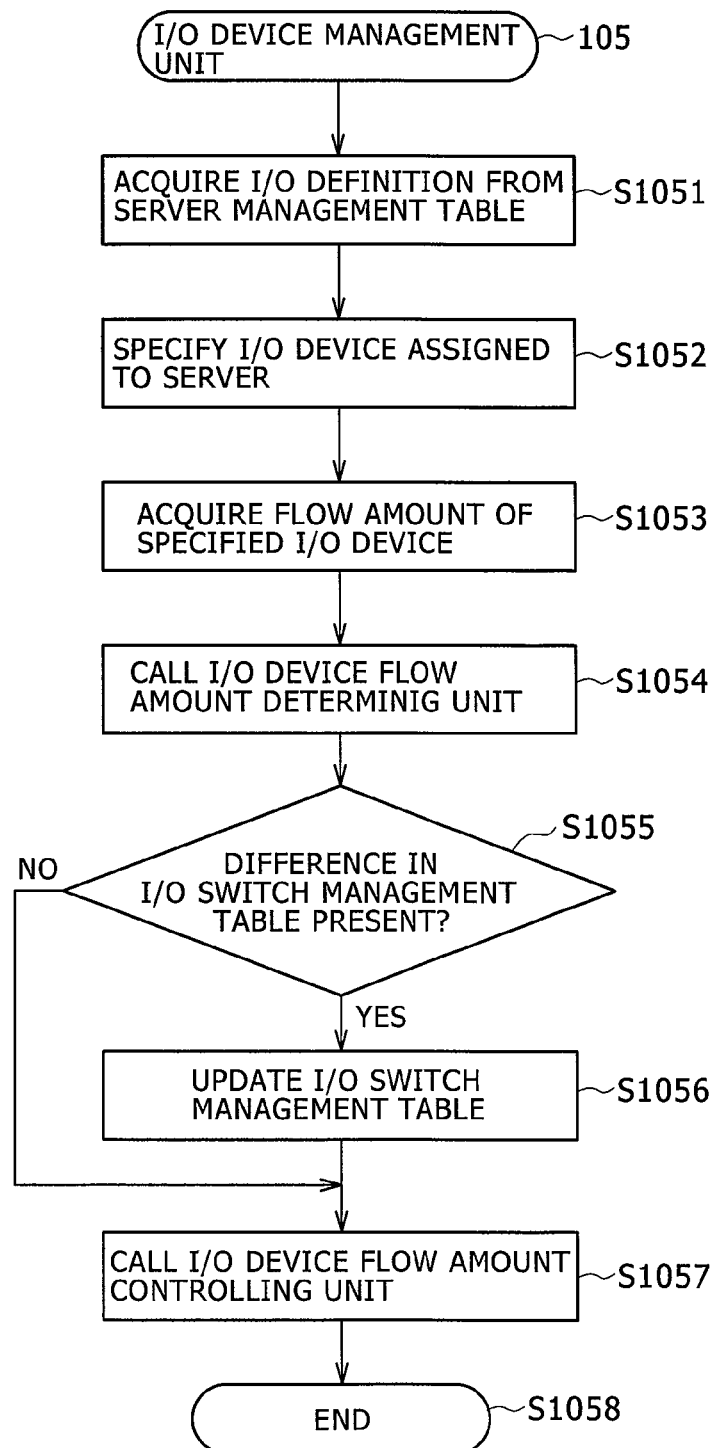 I/O DEVICE MANAGEMENT
UNIT
105
ACQUIRE I/O DEFINITION FROM
SERVER MANAGEMENT TABLE
S1051
SPECIFY I/O DEVICE ASSIGNED
TO SERVER
S1052
ACQUIRE FLOW AMOUNT OF
SPECIFIED I/O DEVICE
S1053
CALL I/O DEVICE FLOW
AMOUNT DETERMINIG UNIT
S1054
S1055
NO
DIFFERENCE IN
I/O SWITCH MANAGEMENT
TABLE PRESENT?
YES
UPDATE I/O SWITCH
MANAGEMENT TABLE
S1056
CALL I/O DEVICE FLOW AMOUNT
CONTROLLING UNIT
S1057
END
S1058